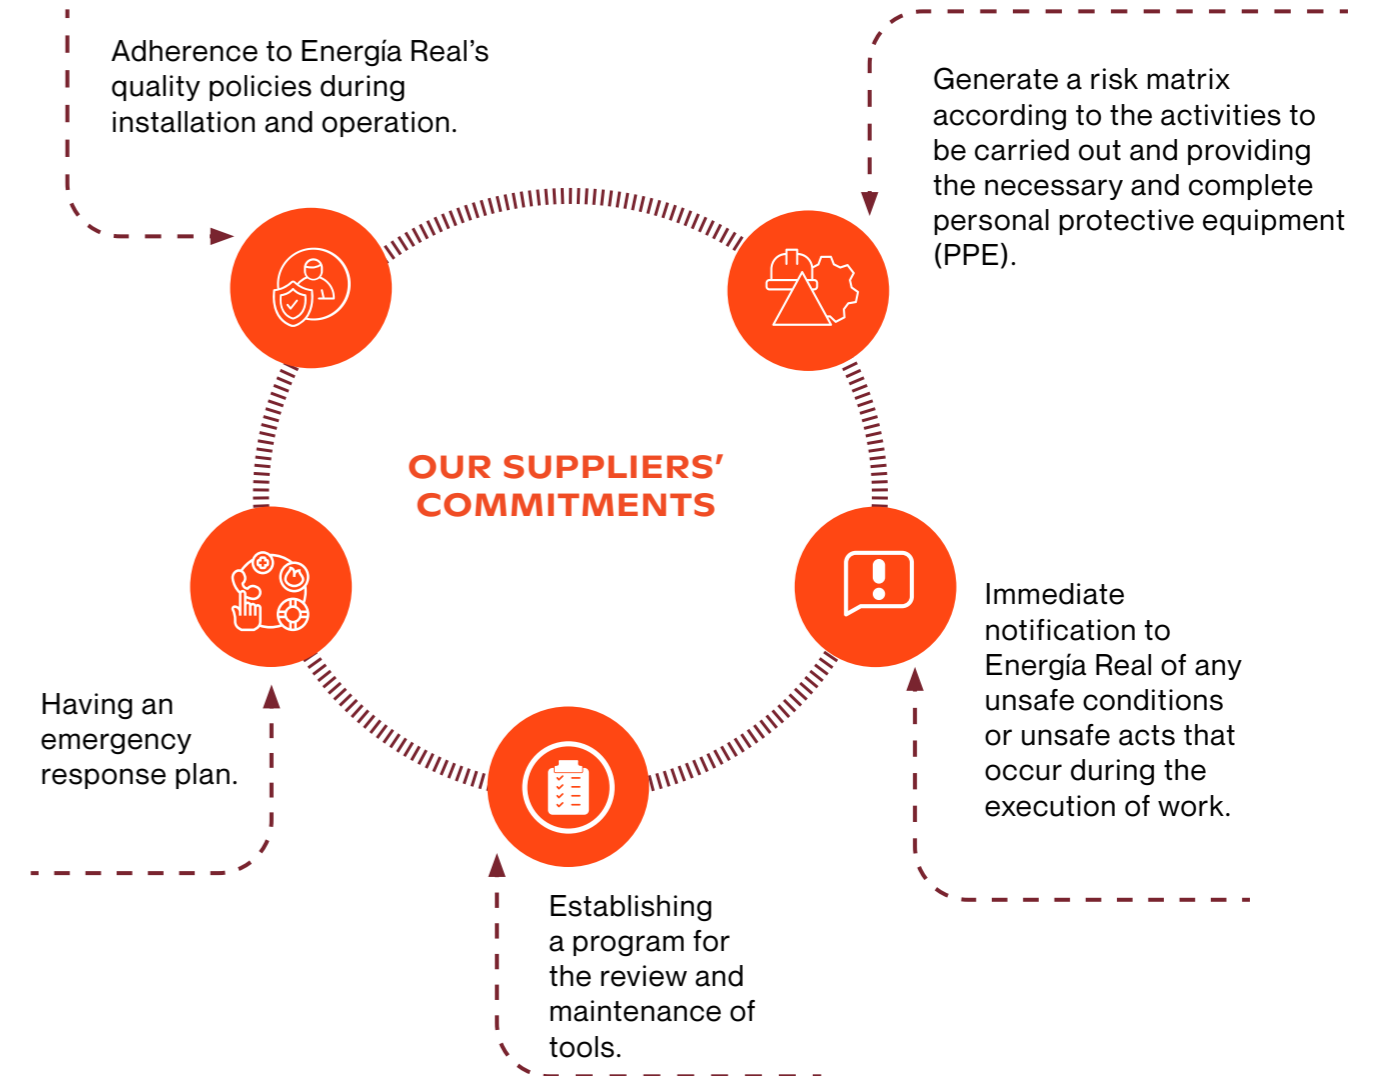 Adherence to Energía Real’s
quality policies during
installation and operation.
Generate a risk matrix
according to the activities to
be carried out and providing
the necessary and complete
personal protective equipment
(PPE).
OUR SUPPLIERS’
COMMITMENTS
Immediate
notification to
Energía Real of any
unsafe conditions
or unsafe acts that
occur during the
execution of work.
Having an
emergency
response plan.
Establishing
a program for
the review and
maintenance of
tools.